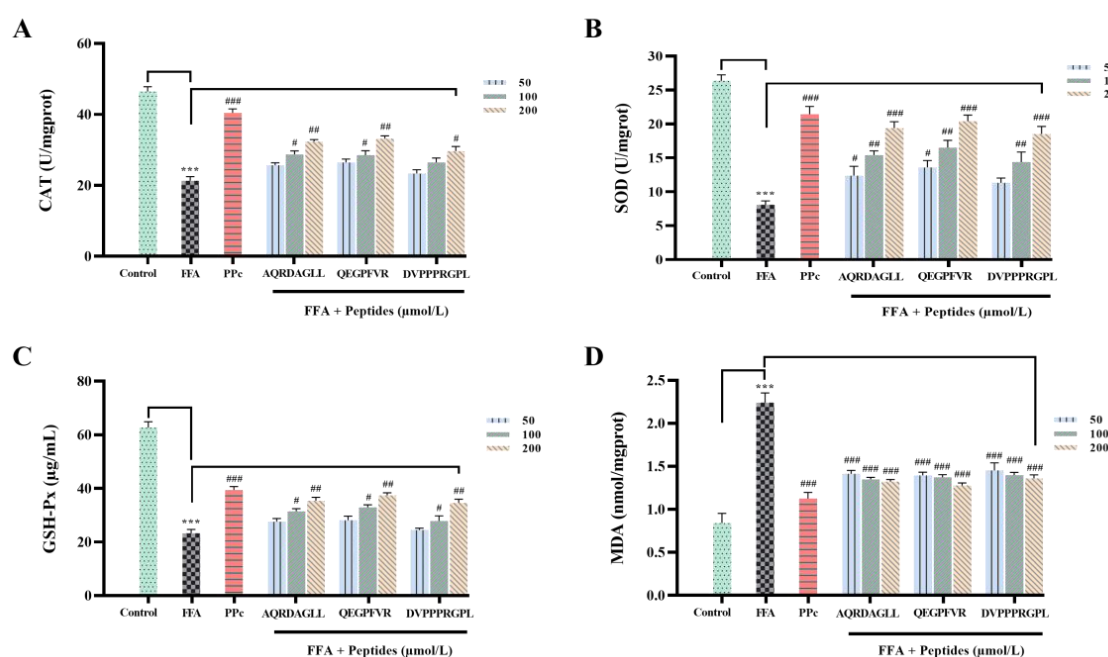 A
CAT (U/mgprot)
60
40
20
0
***
###
#
##
#
##
#
50
100
200
Control
FFA
PPc
AQRDAGLL
QEGPFVR
DVPPPRGPL
FFA + Peptides (μmol/L)
B
SOD (U/mgrot)
30
25
20
15
10
5
0
***
###
#
##
###
#
##
###
##
###
Control
FFA
PPc
AQRDAGLL
QEGPFVR
DVPPPRGPL
FFA + Peptides (μmol/L)
C
GSH-Px (μg/mL)
80
60
40
20
0
***
###
#
##
#
##
#
##
50
100
200
Control
FFA
PPc
AQRDAGLL
QEGPFVR
DVPPPRGPL
FFA + Peptides (μmol/L)
D
MDA (nmol/mgprot)
2.5
2.0
1.5
1.0
0.5
0.0
***
###
###
###
###
###
###
###
###
###
###
50
100
200
Control
FFA
PPc
AQRDAGLL
QEGPFVR
DVPPPRGPL
FFA + Peptides (μmol/L)